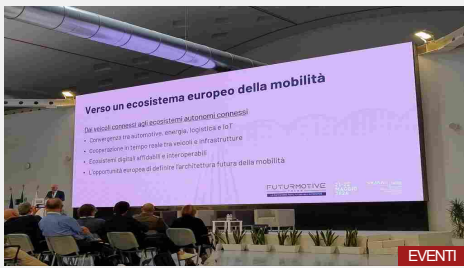 Verso un ecosistema europeo della mobilità
Dai veicoli connessi agli ecosistemi autonomi connessi
• Convergenza tra automotive, energia, logistica e IoT
• Cooperazione in tempo reale tra veicoli e infrastrutture
• Ecosistemi digitali affidabili e interoperabili
• L'opportunità europea di definire l'architettura futura della mobilità
FUTURMOTIVE
EVENTI